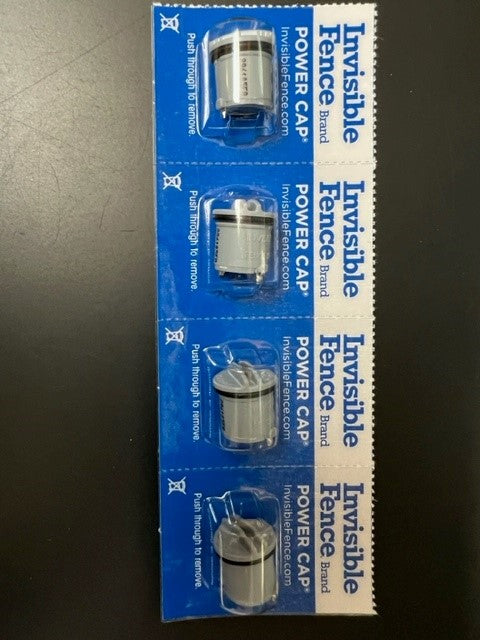 Invisible
Fence® Brand
POWER CAP®
InvisibleFence.com
Push through to remove.
Invisible
Fence® Brand
POWER CAP®
InvisibleFence.com
Push through to remove.
Invisible
Fence® Brand
POWER CAP®
InvisibleFence.com
Push through to remove.
Invisible
Fence® Brand
POWER CAP®
InvisibleFence.com
Push through to remove.